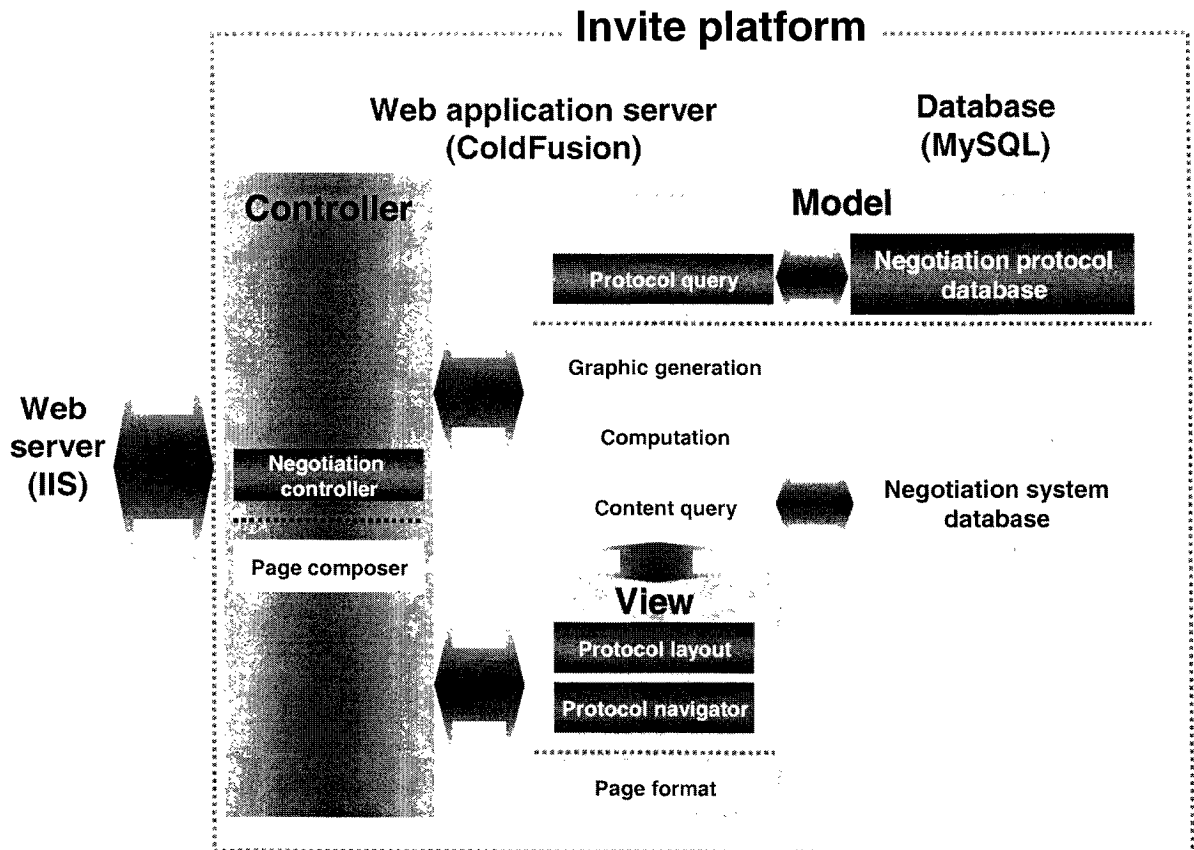 Invite platform
Web application server
(ColdFusion)
Database
(MySQL)
Controller
Model
Protocol query
Negotiation protocol
database
Graphic generation
Web
server
(IIS)
Computation
Negotiation
controller
Content query
Negotiation system
database
Page composer
View
Protocol layout
Protocol navigator
Page format